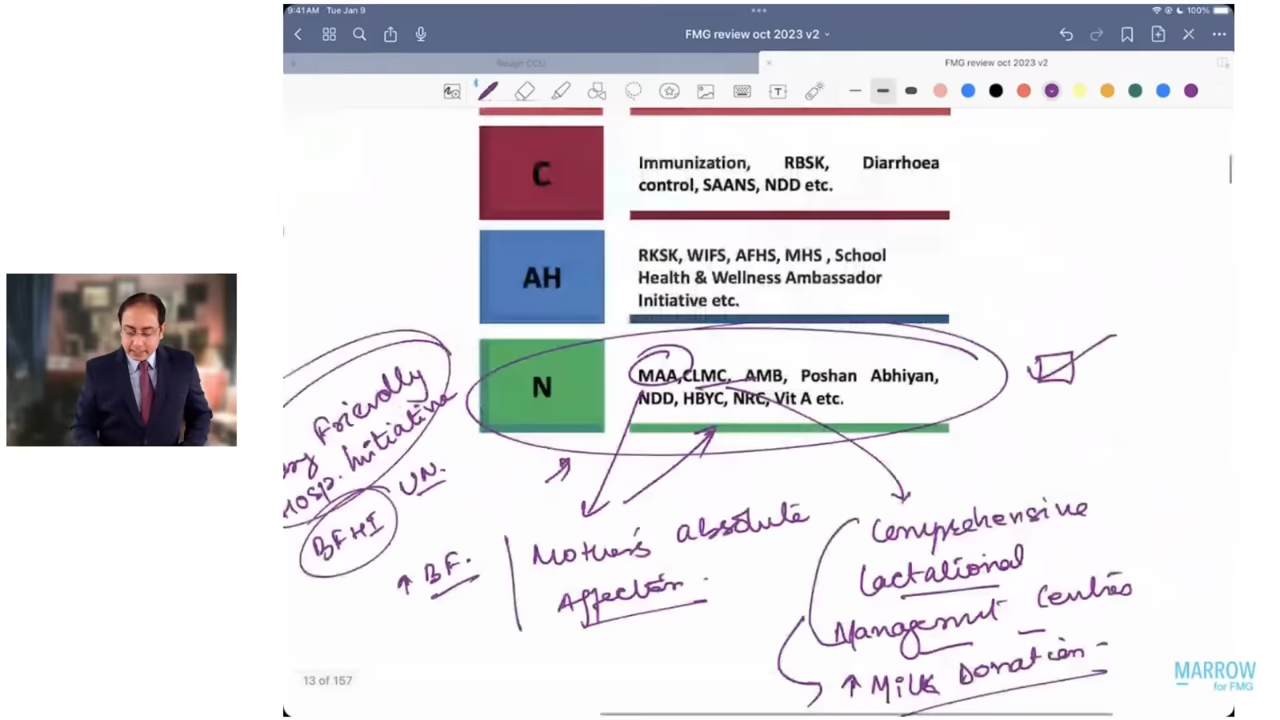 9:41 AM Tue Jan 9
100%
FMG review oct 2023 v2
Rough CCU
FMG review oct 2023 v2
C
Immunization, RBSK, Diarrhoea
control, SAANS, NDD etc.
AH
RKSK, WIFS, AFHS, MHS , School
Health & Wellness Ambassador
Initiative etc.
N
MAA,CLMC, AMB, Poshan Abhiyan,
NDD, HBYC, NRC, Vit A etc.
Friendly
Hosp. Initiative
BFHI
UN.
↑ BF.
Mother's absolute
Affection.
Comprehensive
Lactational
Management Centres
↑ Milk Donation -
13 of 157
MARROW
for FMG